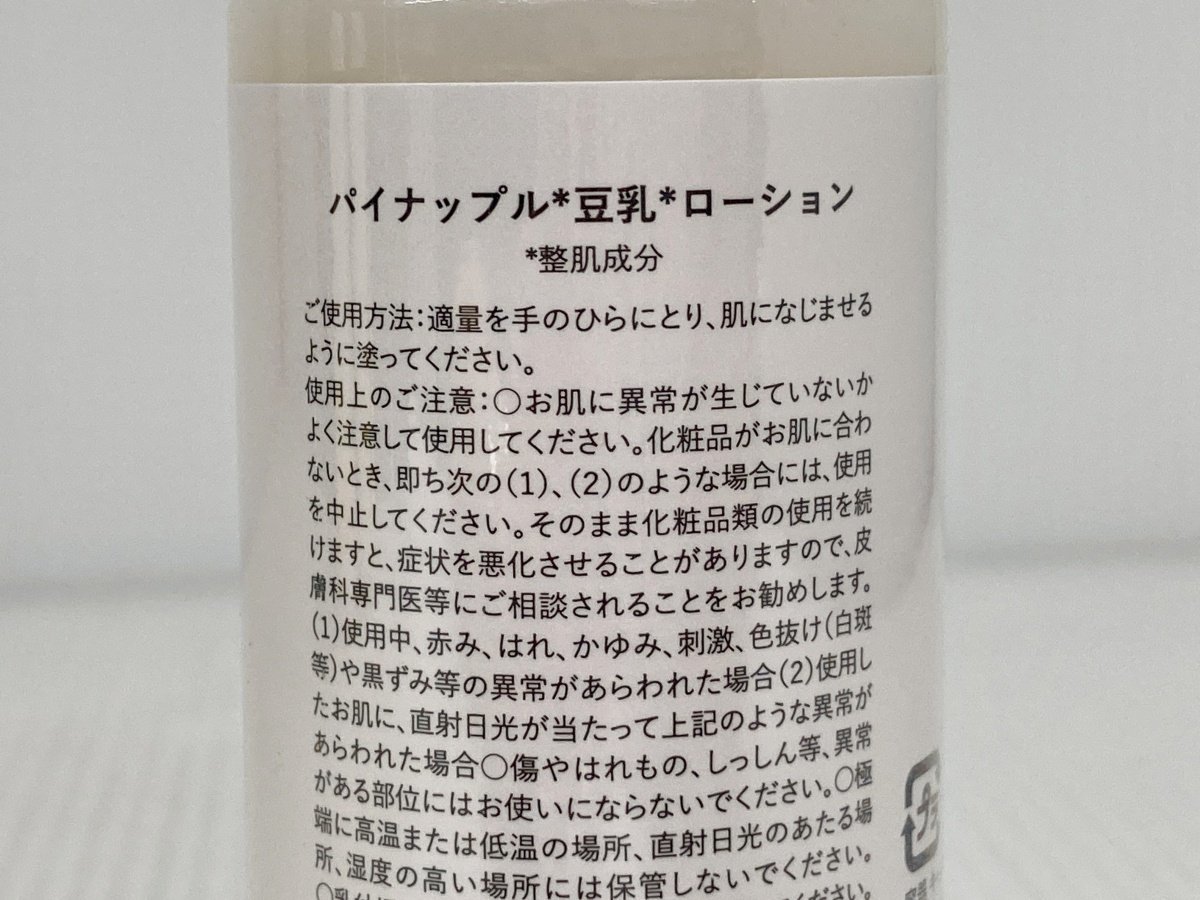 パイナップル*豆乳*ローション
*整肌成分
ご使用方法：適量を手のひらにとり、肌になじませる
ように塗ってください。
使用上のご注意：○お肌に異常が生じていないか
よく注意して使用してください。化粧品がお肌に合わ
ないとき、即ち次の（1）、（2）のような場合には、使用
を中止してください。そのまま化粧品類の使用を続
けますと、症状を悪化させることがありますので、皮
膚科専門医等にご相談されることをお勧めします。
（1）使用中、赤み、はれ、かゆみ、刺激、色抜け（白斑
等）や黒ずみ等の異常があらわれた場合（2）使用し
たお肌に、直射日光が当たって上記のような異常が
あらわれた場合○傷やはれもの、しっしん等、異常
がある部位にはお使いにならないでください。○極
端に高温または低温の場所、直射日光のあたる場
所、湿度の高い場所には保管しないでください。
プラ